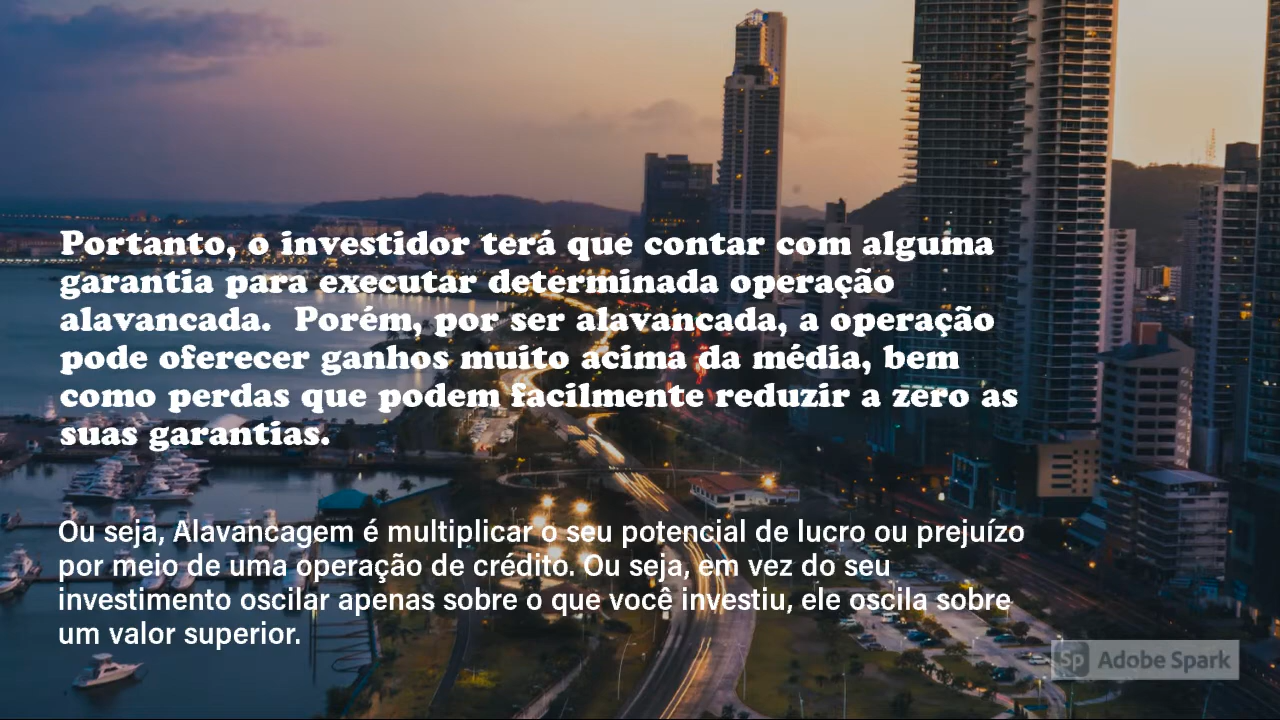 Portanto, o investidor terá que contar com alguma
garantia para executar determinada operação
alavancada.  Porém, por ser alavancada, a operação
pode oferecer ganhos muito acima da média, bem
como perdas que podem facilmente reduzir a zero as
suas garantias.
Ou seja, Alavancagem é multiplicar o seu potencial de lucro ou prejuízo
por meio de uma operação de crédito. Ou seja, em vez do seu
investimento oscilar apenas sobre o que você investiu, ele oscila sobre
um valor superior.
Sp Adobe Spark